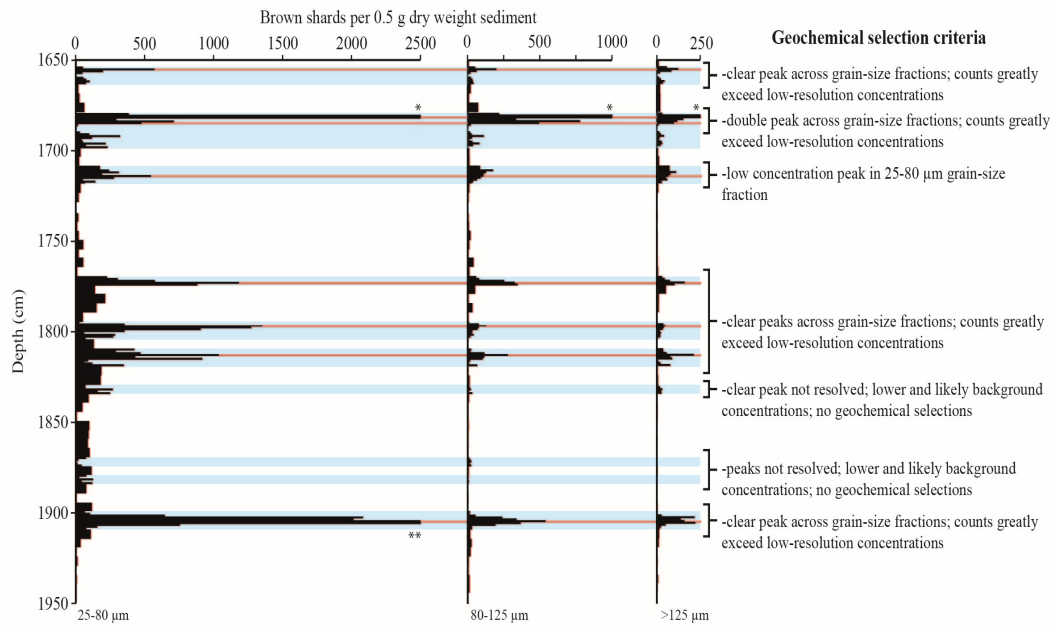 Brown shards per 0.5 g dry weight sediment
0 500 1000 1500 2000 2500 0 500 1000 0 250
Geochemical selection criteria
Depth (cm)
1650
1700
1750
1800
1850
1900
1950
* * *
**
-clear peak across grain-size fractions; counts greatly
exceed low-resolution concentrations
-double peak across grain-size fractions; counts greatly
exceed low-resolution concentrations
-low concentration peak in 25-80 μm grain-size
fraction
-clear peaks across grain-size fractions; counts greatly
exceed low-resolution concentrations
-clear peak not resolved; lower and likely background
concentrations; no geochemical selections
-peaks not resolved; lower and likely background
concentrations; no geochemical selections
-clear peak across grain-size fractions; counts greatly
exceed low-resolution concentrations
25-80 μm 80-125 μm >125 μm